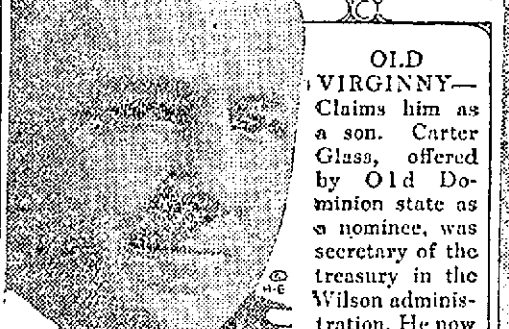 C
OLD
VIRGINNY—
Claims him as
a son. Carter
Glass, offered
by Old Do-
minion state as
a nominee, was
secretary of the
treasury in the
Wilson adminis-
tration. He now
©
H-E